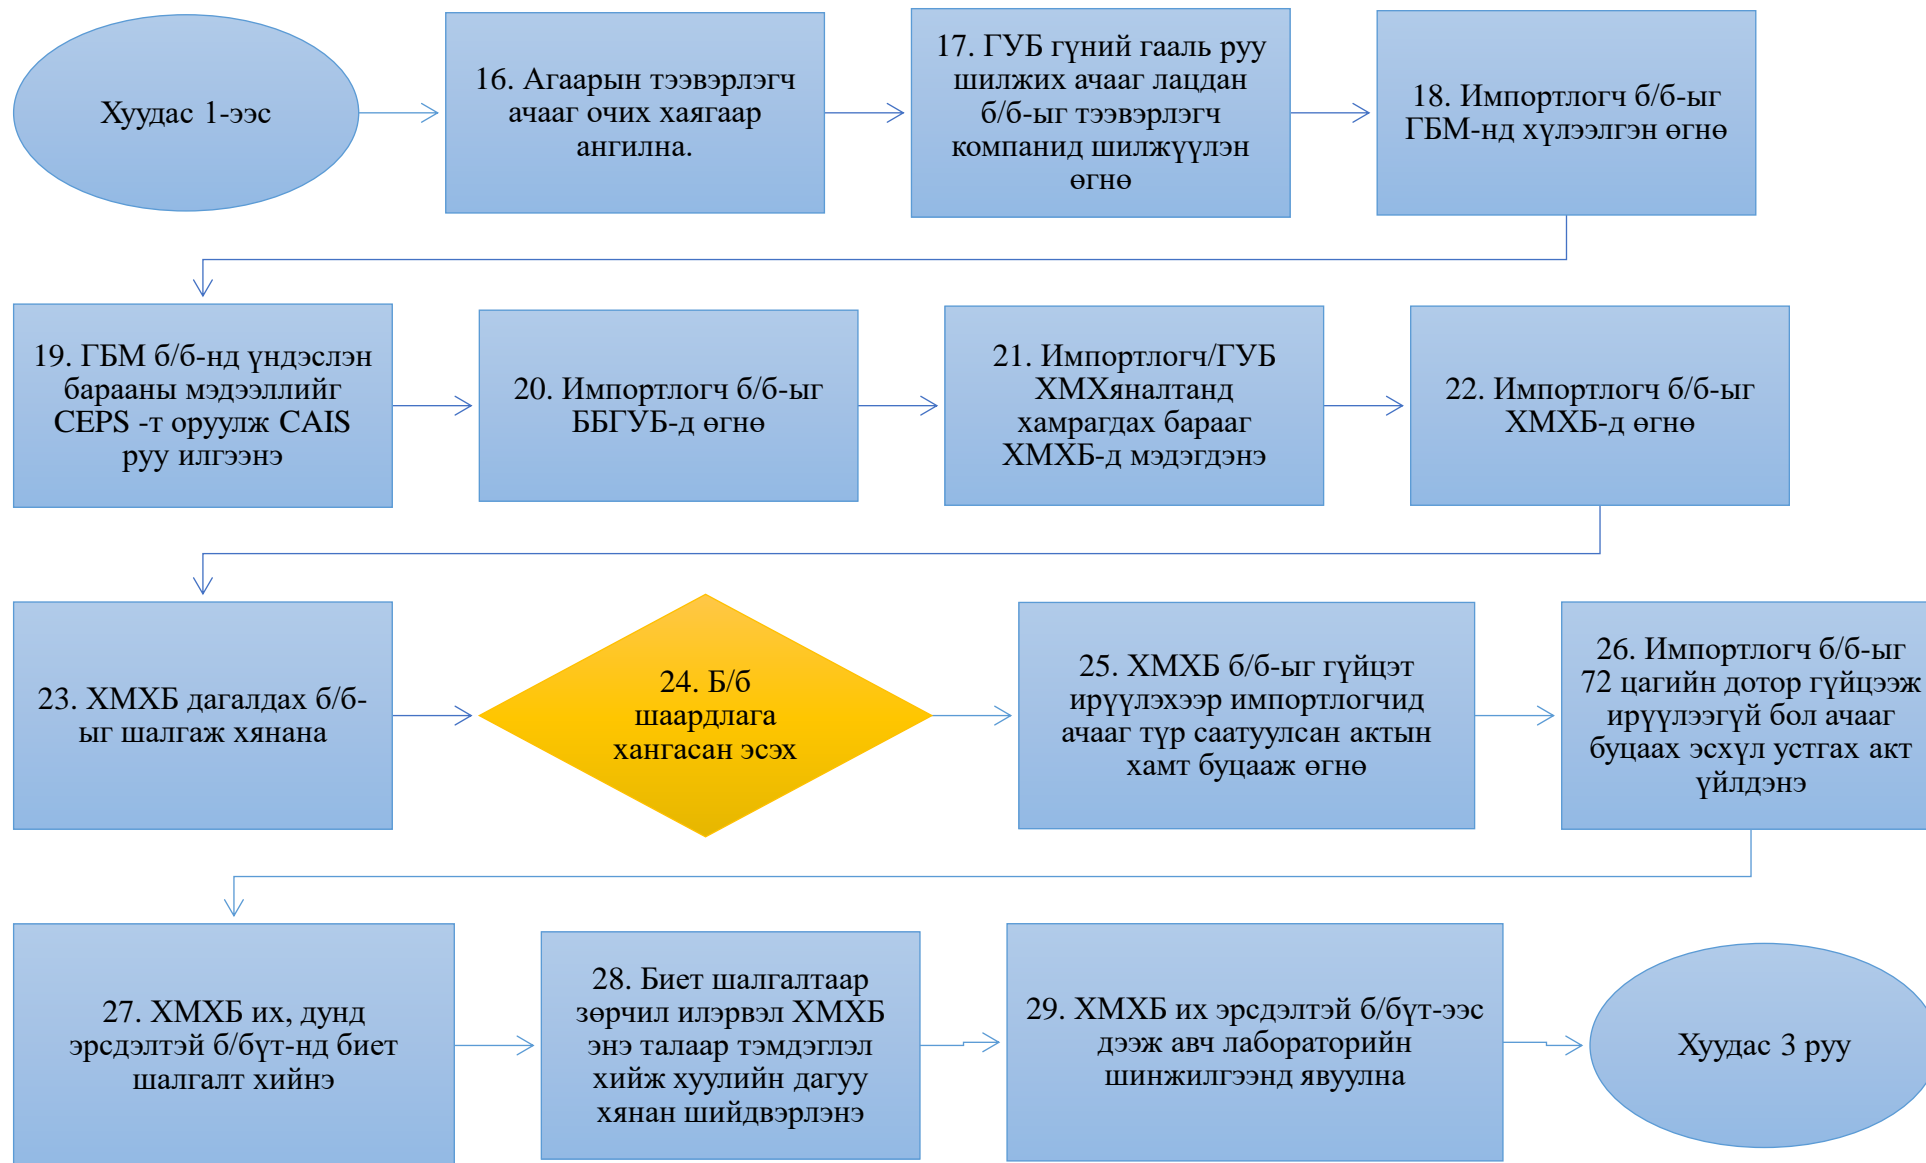 Хуудас 1-ээс
16. Агаарын тээвэрлэгч
ачааг очих хаягаар
ангилна.
17. ГУБ гүний гааль руу
шилжих ачааг лацдан
б/б-ыг тээвэрлэгч
компанид шилжүүлэн
өгнө
18. Импортлогч б/б-ыг
ГБМ-нд хүлээлгэн өгнө
19. ГБМ б/б-нд үндэслэн
барааны мэдээллийг
CEPS -т оруулж CAIS
руу илгээнэ
20. Импортлогч б/б-ыг
ББГУБ-д өгнө
21. Импортлогч/ГУБ
ХМХяналтанд
хамрагдах барааг
ХМХБ-д мэдэгдэнэ
22. Импортлогч б/б-ыг
ХМХБ-д өгнө
23. ХМХБ дагалдах б/б-
ыг шалгаж хянана
24. Б/б
шаардлага
хангасан эсэх
25. ХМХБ б/б-ыг гүйцэт
ирүүлэхээр импортлогчид
ачааг түр саатуулсан актын
хамт буцааж өгнө
26. Импортлогч б/б-ыг
72 цагийн дотор гүйцээж
ирүүлээгүй бол ачааг
буцаах эсхүл устгах акт
үйлдэнэ
27. ХМХБ их, дунд
эрсдэлтэй б/бүт-нд биет
шалгалт хийнэ
28. Биет шалгалтаар
зөрчил илэрвэл ХМХБ
энэ талаар тэмдэглэл
хийж хуулийн дагуу
хянан шийдвэрлэнэ
29. ХМХБ их эрсдэлтэй б/бүт-ээс
дээж авч лабораторийн
шинжилгээнд явуулна
Хуудас 3 руу